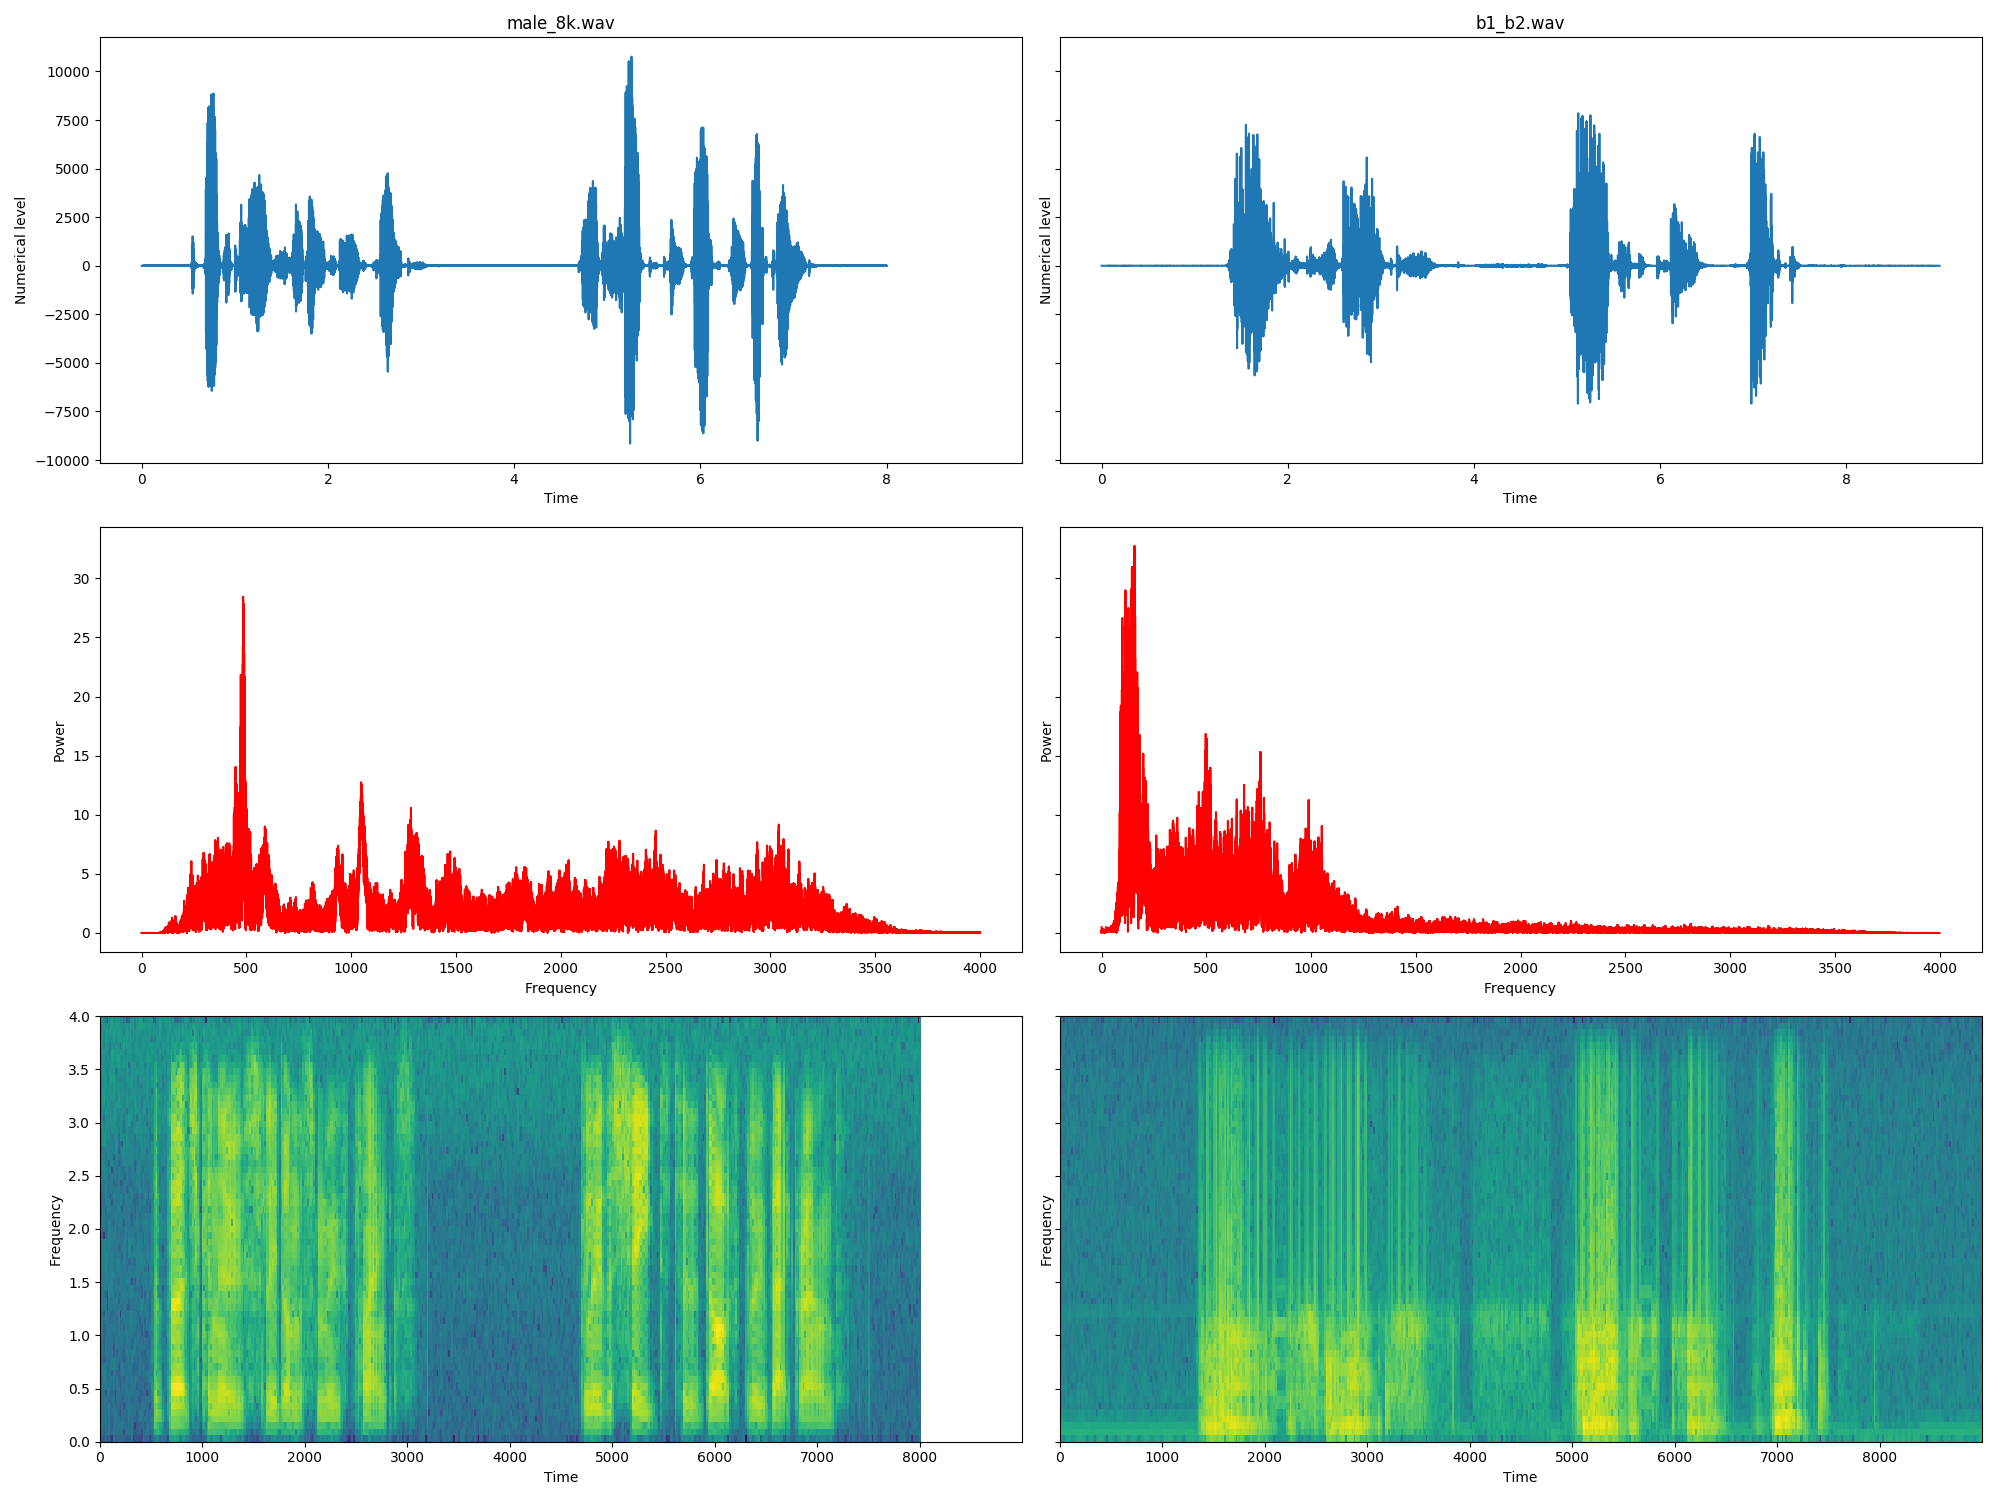 male_8k.wav
b1_b2.wav
10000
7500
5000
2500
0
−2500
−5000
−7500
−10000
Numerical level
Numerical level
0 2 4 6 8
0 2 4 6 8
Time
Time
30
25
20
15
10
5
0
Power
Power
0 500 1000 1500 2000 2500 3000 3500 4000
0 500 1000 1500 2000 2500 3000 3500 4000
Frequency
Frequency
4.0
3.5
3.0
2.5
2.0
1.5
1.0
0.5
0.0
Frequency
Frequency
0 1000 2000 3000 4000 5000 6000 7000 8000
0 1000 2000 3000 4000 5000 6000 7000 8000
Time
Time